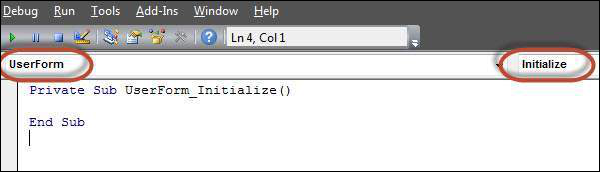 Debug Run Tools Add-Ins Window Help
Ln 4, Col 1
UserForm Initialize
Private Sub UserForm_Initialize()
End Sub